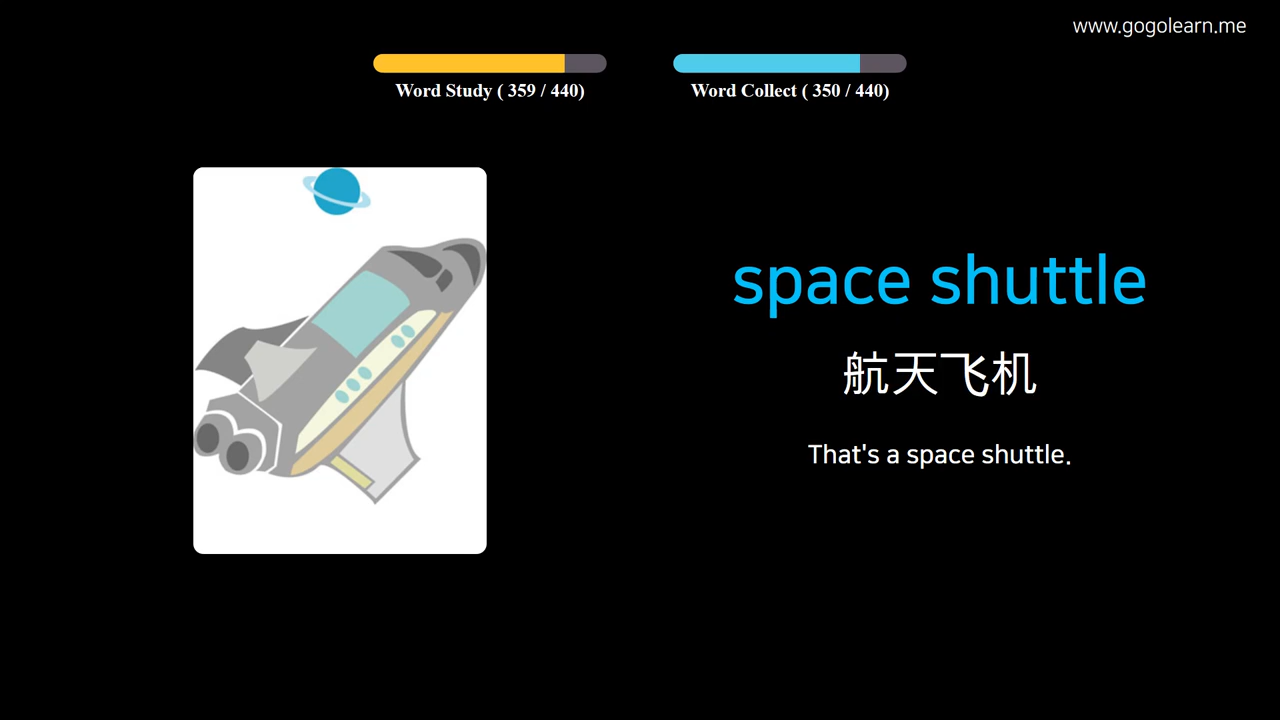 www.gogolearn.me
Word Study ( 359 / 440)
Word Collect ( 350 / 440)
space shuttle
航天飞机
That's a space shuttle.